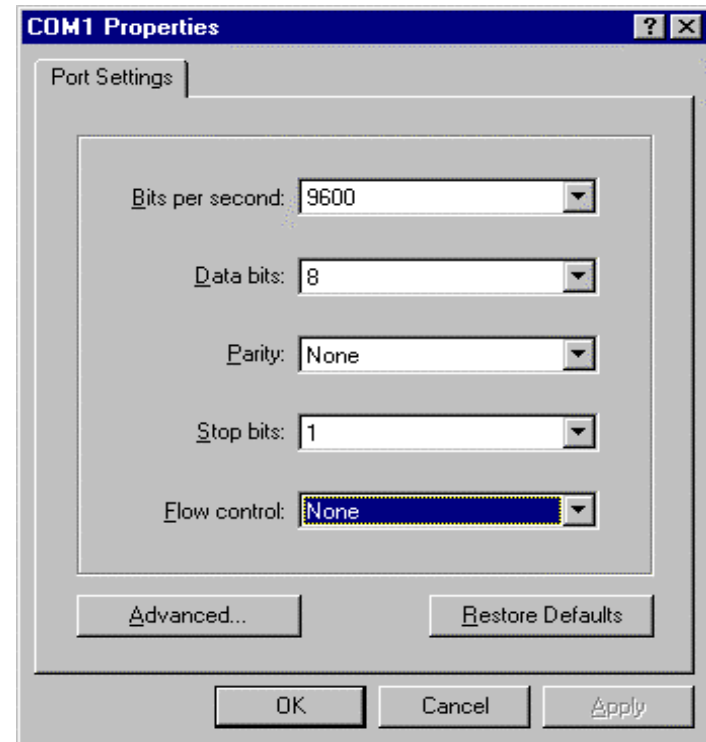 COM1 Properties
Port Settings
Bits per second: 9600
Data bits: 8
Parity: None
Stop bits: 1
Flow control: None
Advanced... Restore Defaults
OK Cancel Apply